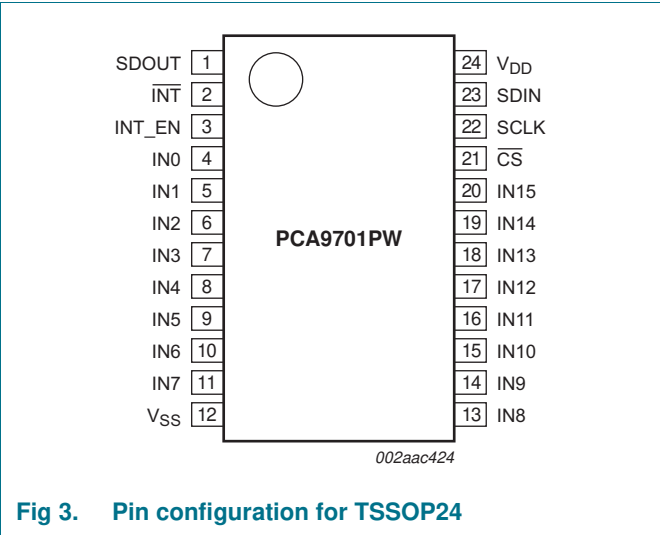 SDOUT 1
INT 2
INT_EN 3
IN0 4
IN1 5
IN2 6
IN3 7
IN4 8
IN5 9
IN6 10
IN7 11
VSS 12
PCA9701PW
24 VDD
23 SDIN
22 SCLK
21 CS
20 IN15
19 IN14
18 IN13
17 IN12
16 IN11
15 IN10
14 IN9
13 IN8
002aac424
Fig 3. Pin configuration for TSSOP24